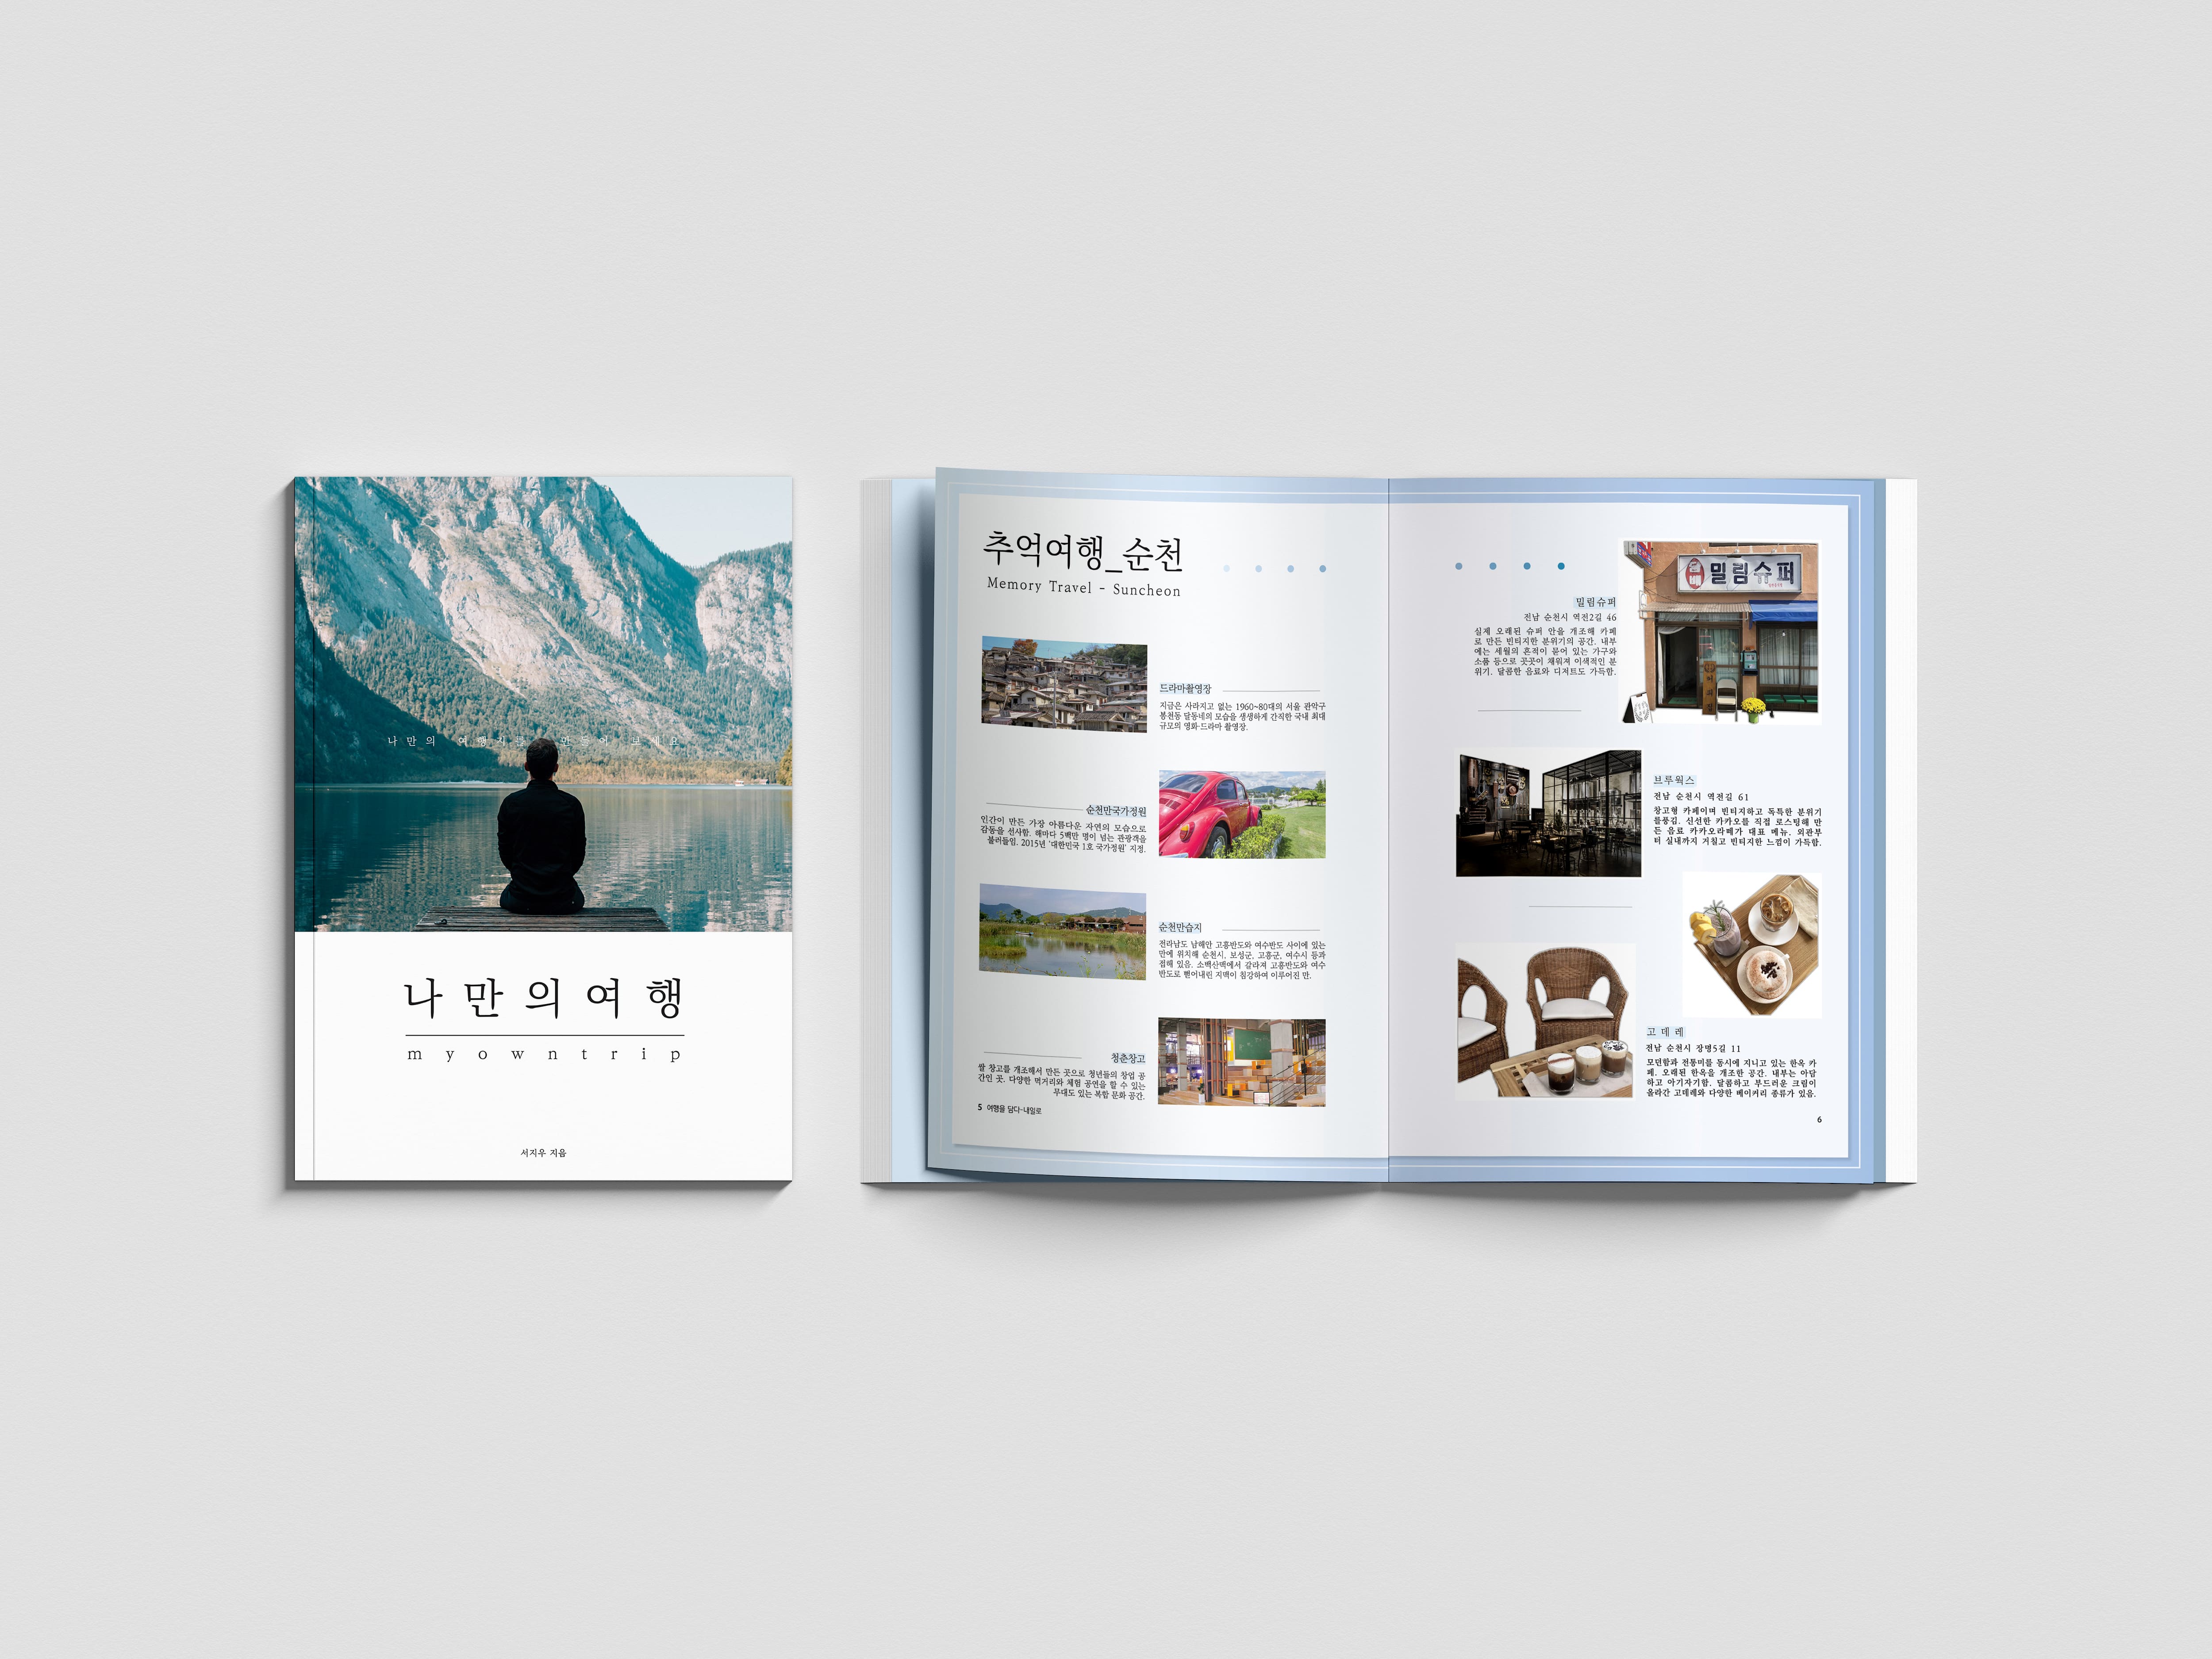 나만의 여행지를 만들어 보세요
나만의여행
myowntrip
서지우 지음
추억여행_순천
Memory Travel - Suncheon
드라마촬영장
지금은 사라지고 없는 1960~80대의 서울 관악구
봉천동 달동네의 모습을 생생하게 간직한 국내 최대
규모의 영화·드라마 촬영장.
순천만국가정원
인간이 만든 가장 아름다운 자연의 모습으로
감동을 선사함. 해마다 5백만 명이 넘는 관광객을
불러들임. 2015년 '대한민국 1호 국가정원' 지정.
순천만습지
전라남도 남해안 고흥반도와 여수반도 사이에 있는
만에 위치해 순천시, 보성군, 고흥군, 여수시 등과
접해 있음. 소백산맥에서 갈라져 고흥반도와 여수
반도로 뻗어내린 지맥이 침강하여 이루어진 만.
청춘창고
쌀 창고를 개조해서 만든 곳으로 청년들의 창업 공
간인 곳. 다양한 먹거리와 체험 공연을 할 수 있는
무대도 있는 복합 문화 공간.
5 여행을 담다-내일로
밀림슈퍼
밀림슈퍼
전남 순천시 역전2길 46
실제 오래된 슈퍼 안을 개조해 카페
로 만든 빈티지한 분위기의 공간. 내부
에는 세월의 흔적이 묻어 있는 가구와
소품 등으로 곳곳이 채워져 이색적인 분
위기. 달콤한 음료와 디저트도 가득함.
브루웍스
전남 순천시 역전길 61
창고형 카페이며 빈티지하고 독특한 분위기
를풍김. 신선한 카카오를 직접 로스팅해 만
든 음료 카카오라떼가 대표 메뉴. 외관부
터 실내까지 거칠고 빈티지한 느낌이 가득함.
고데레
전남 순천시 장명5길 11
모던함과 전통미를 동시에 지니고 있는 한옥 카
페. 오래된 한옥을 개조한 공간. 내부는 아담
하고 아기자기함. 달콤하고 부드러운 크림이
올라간 고데레와 다양한 베이커리 종류가 있음.
6